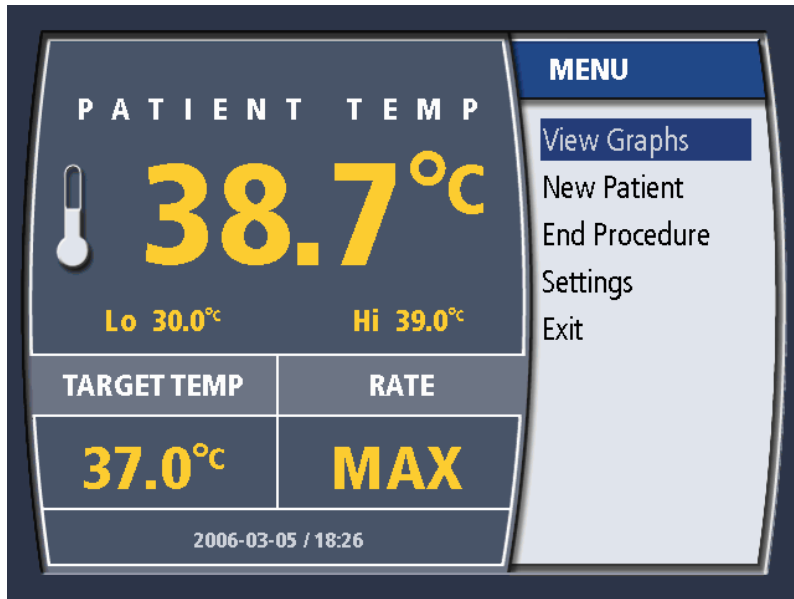 PATIENT TEMP
38.7°C
Lo 30.0°C Hi 39.0°C
TARGET TEMP RATE
37.0°C MAX
2006-03-05 / 18:26
MENU
View Graphs
New Patient
End Procedure
Settings
Exit